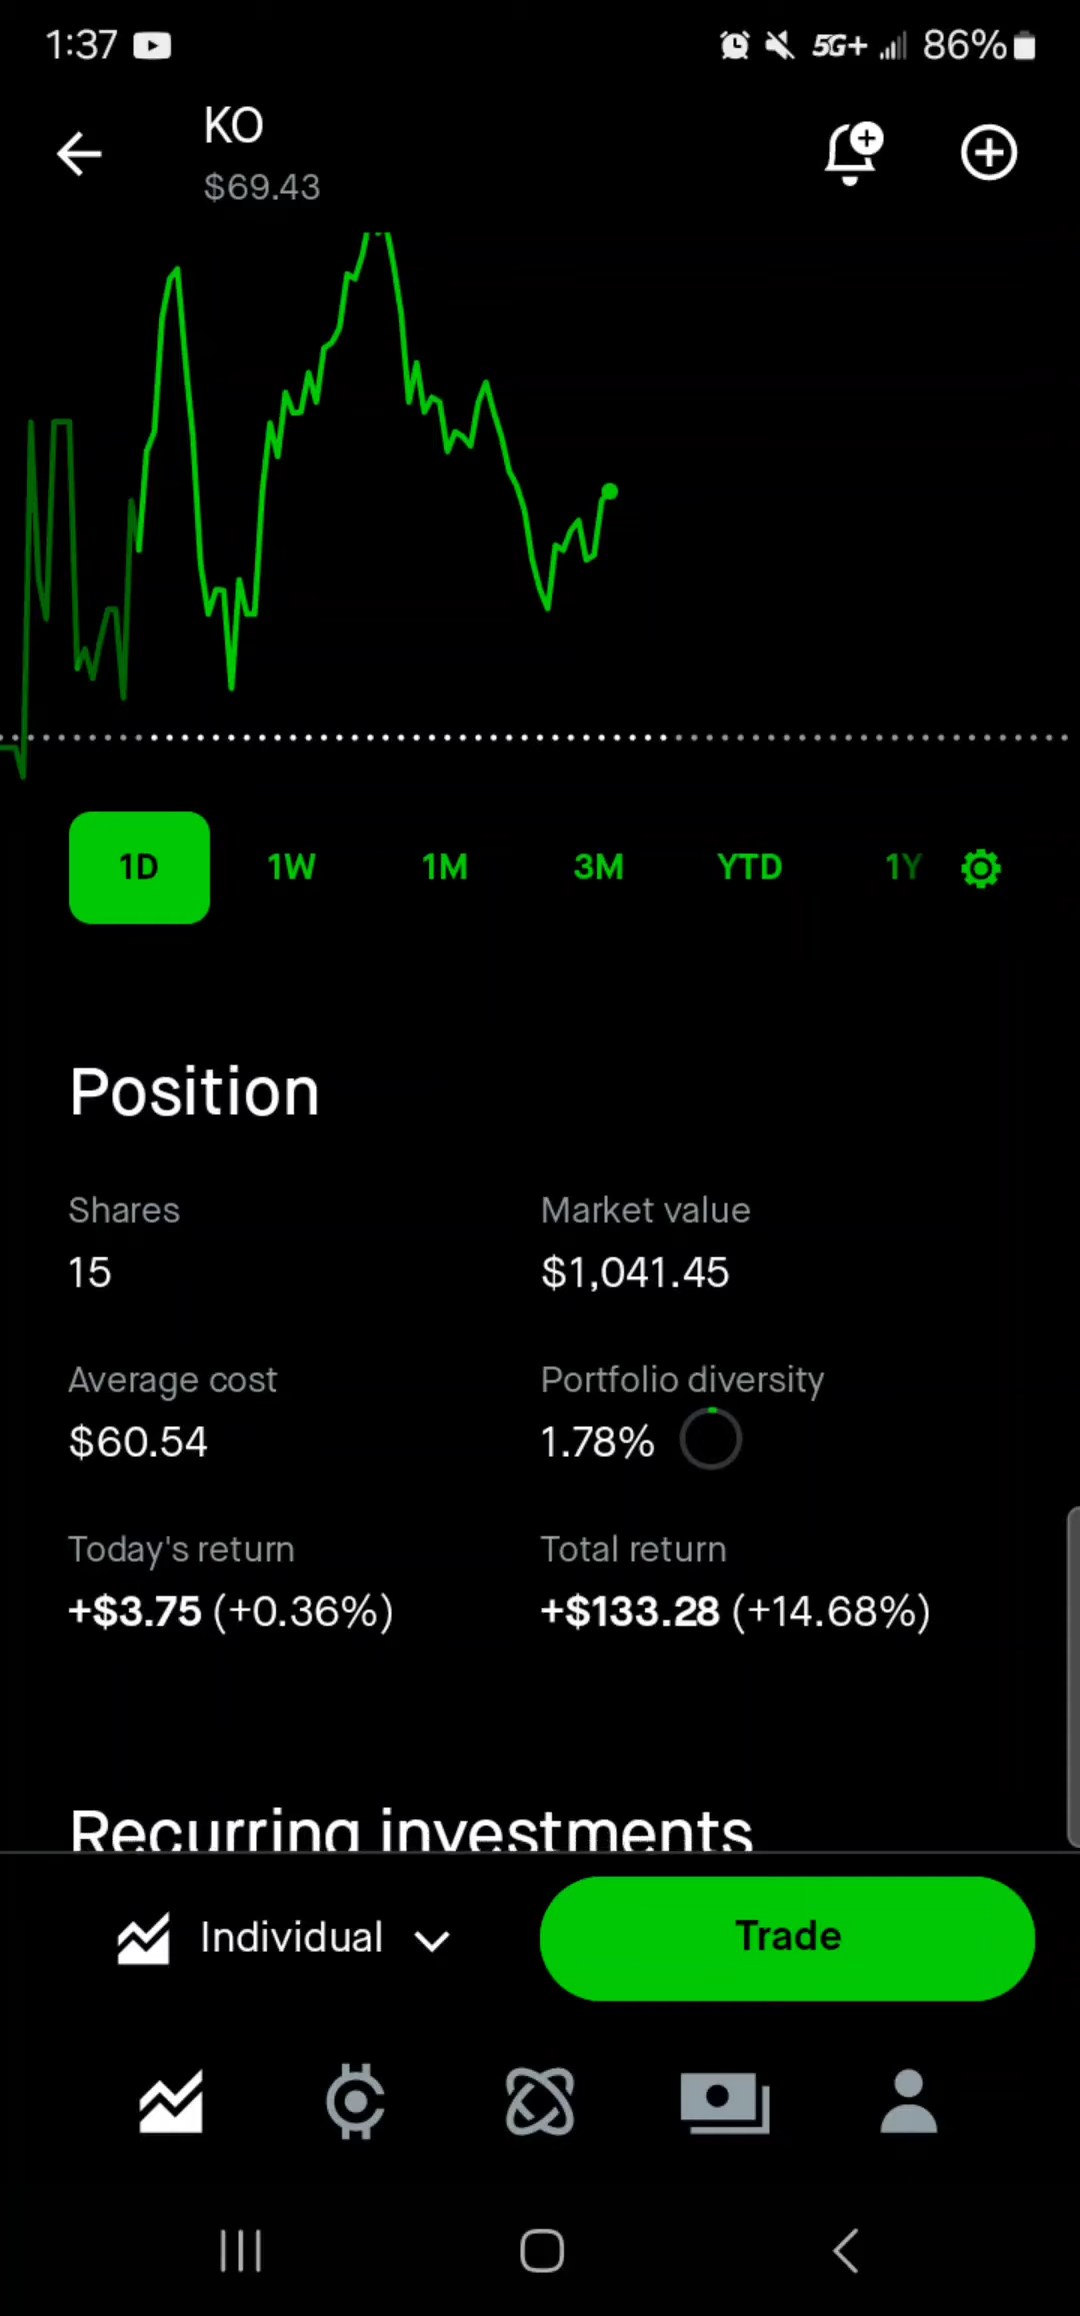 1:37 5G+ 86%
KO
$69.43
1D 1W 1M 3M YTD 1Y
Position
Shares Market value
15 $1,041.45
Average cost Portfolio diversity
$60.54 1.78%
Today's return Total return
+$3.75 (+0.36%) +$133.28 (+14.68%)
Recurring investments
Individual Trade